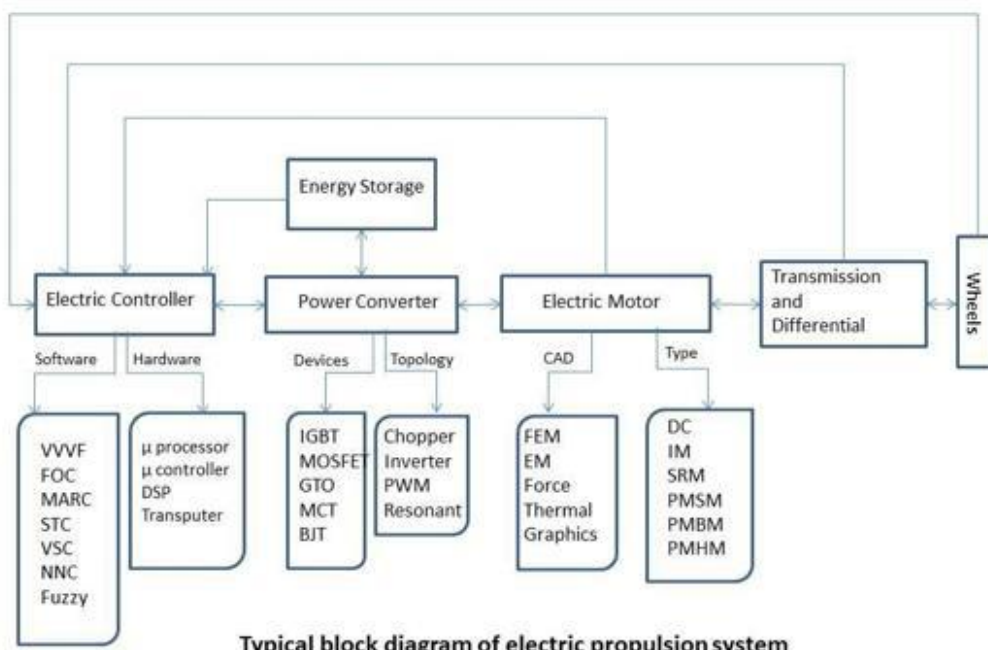 Energy Storage
Electric Controller
Power Converter
Electric Motor
Transmission
and
Differential
Wheels
Software
Hardware
Devices
Topology
CAD
Type
VVVF
FOC
MARC
STC
VSC
NNC
Fuzzy
μ processor
μ controller
DSP
Transputer
IGBT
MOSFET
GTO
MCT
BJT
Chopper
Inverter
PWM
Resonant
FEM
EM
Force
Thermal
Graphics
DC
IM
SRM
PMSM
PMBM
PMHM
Typical block diagram of electric propulsion system